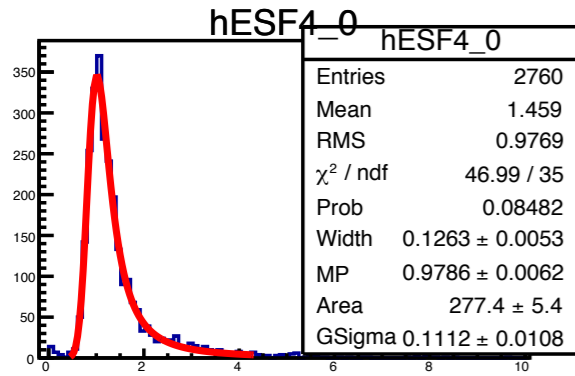 hESF4_0
hESF4_0
Entries 2760
Mean 1.459
RMS 0.9769
χ² / ndf 46.99 / 35
Prob 0.08482
Width 0.1263 ± 0.0053
MP 0.9786 ± 0.0062
Area 277.4 ± 5.4
GSigma 0.1112 ± 0.0108
350
300
250
200
150
100
50
0
0 2 4 6 8 10